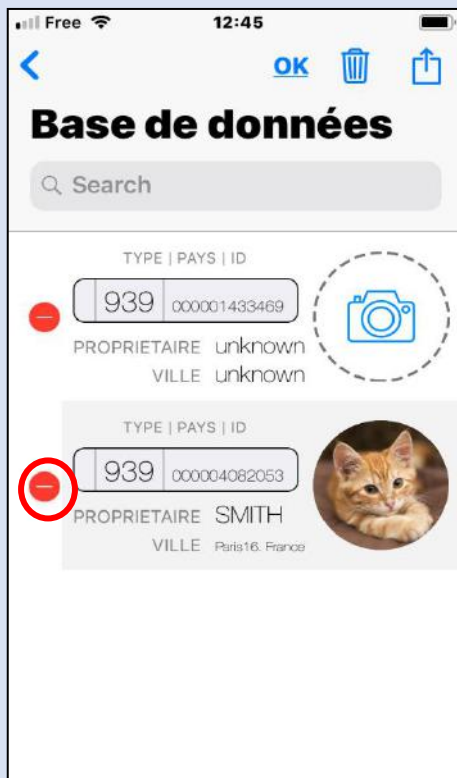 Free 12:45
OK
Base de données
Search
TYPE | PAYS | ID
939 000001433469
PROPRIETAIRE unknown
VILLE unknown
TYPE | PAYS | ID
939 000004082053
PROPRIETAIRE SMITH
VILLE Paris16. France